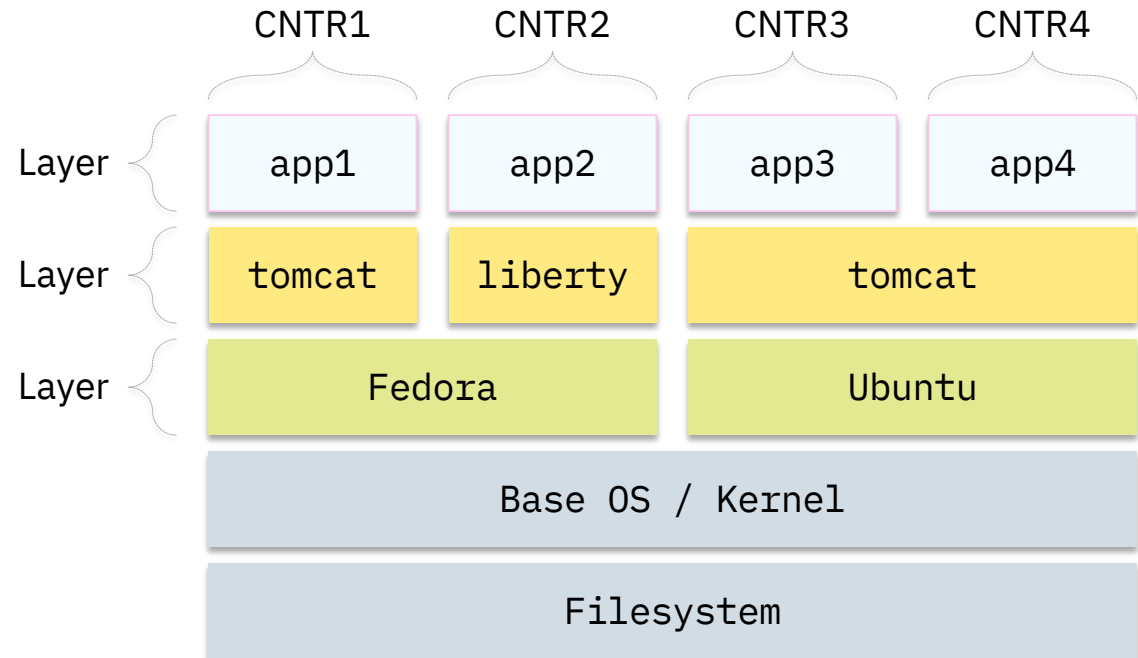 CNTR1 CNTR2 CNTR3 CNTR4
Layer app1 app2 app3 app4
Layer tomcat liberty tomcat
Layer Fedora Ubuntu
Base OS / Kernel
Filesystem